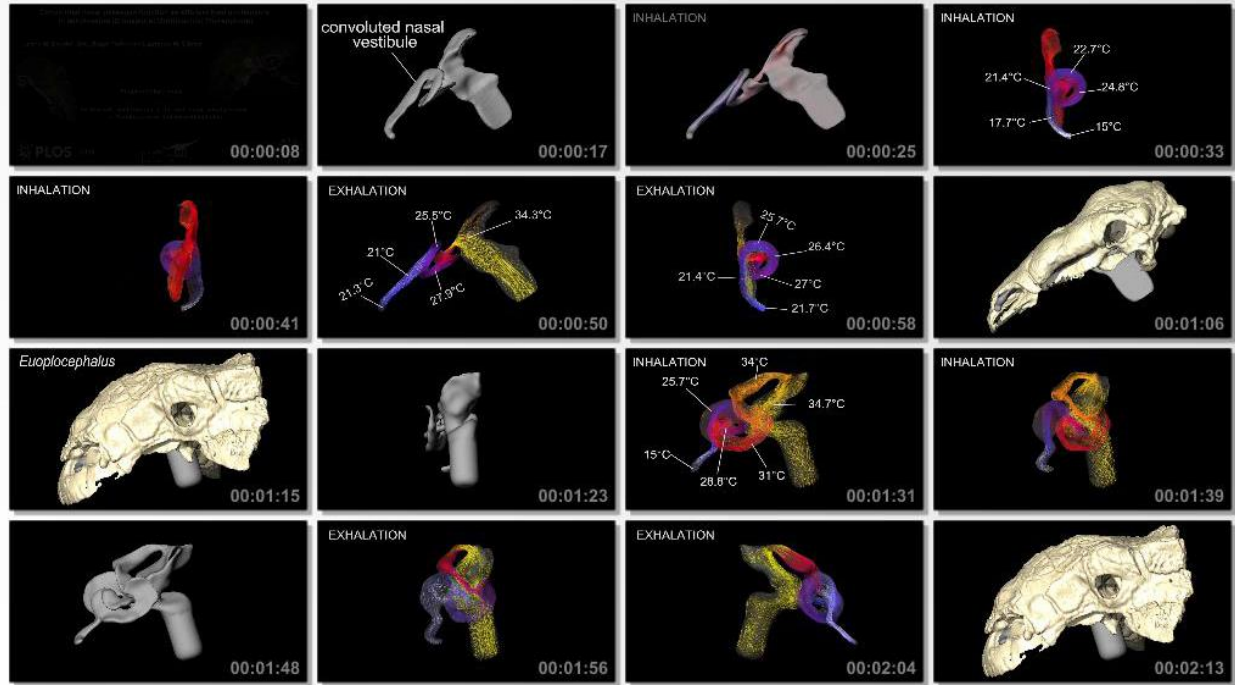 PLOS
00:00:08
convoluted nasal
vestibule
00:00:17
INHALATION
00:00:25
22.7°C
21.4°C
24.8°C
17.7°C
15°C
00:00:33
INHALATION
00:00:41
EXHALATION
25.5°C
34.3°C
21°C
21.3°C
27.3°C
00:00:50
EXHALATION
25.7°C
26.4°C
21.4°C
27°C
21.7°C
00:00:58
00:01:06
Euoplocephalus
00:01:15
00:01:23
INHALATION
34°C
25.7°C
34.7°C
15°C
28.8°C
31°C
00:01:31
INHALATION
00:01:39
00:01:48
EXHALATION
00:01:56
EXHALATION
00:02:04
00:02:13